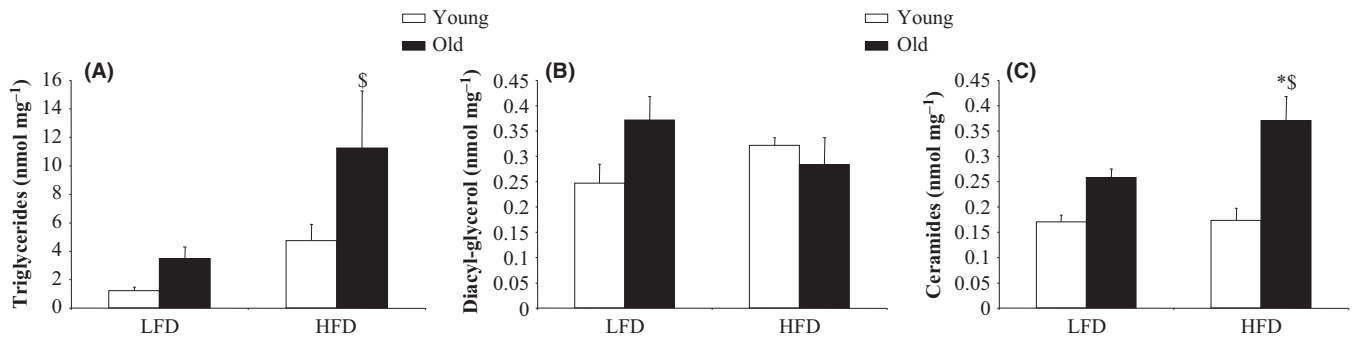 Young
Old
Young
Old
(A)
Triglycerides (nmol mg⁻¹)
16
14
12
10
8
6
4
2
0
$
LFD
HFD
(B)
Diacyl-glycerol (nmol mg⁻¹)
0.45
0.4
0.35
0.3
0.25
0.2
0.15
0.1
0.05
0
LFD
HFD
(C)
Ceramides (nmol mg⁻¹)
0.45
0.4
0.35
0.3
0.25
0.2
0.15
0.1
0.05
0
*$
LFD
HFD